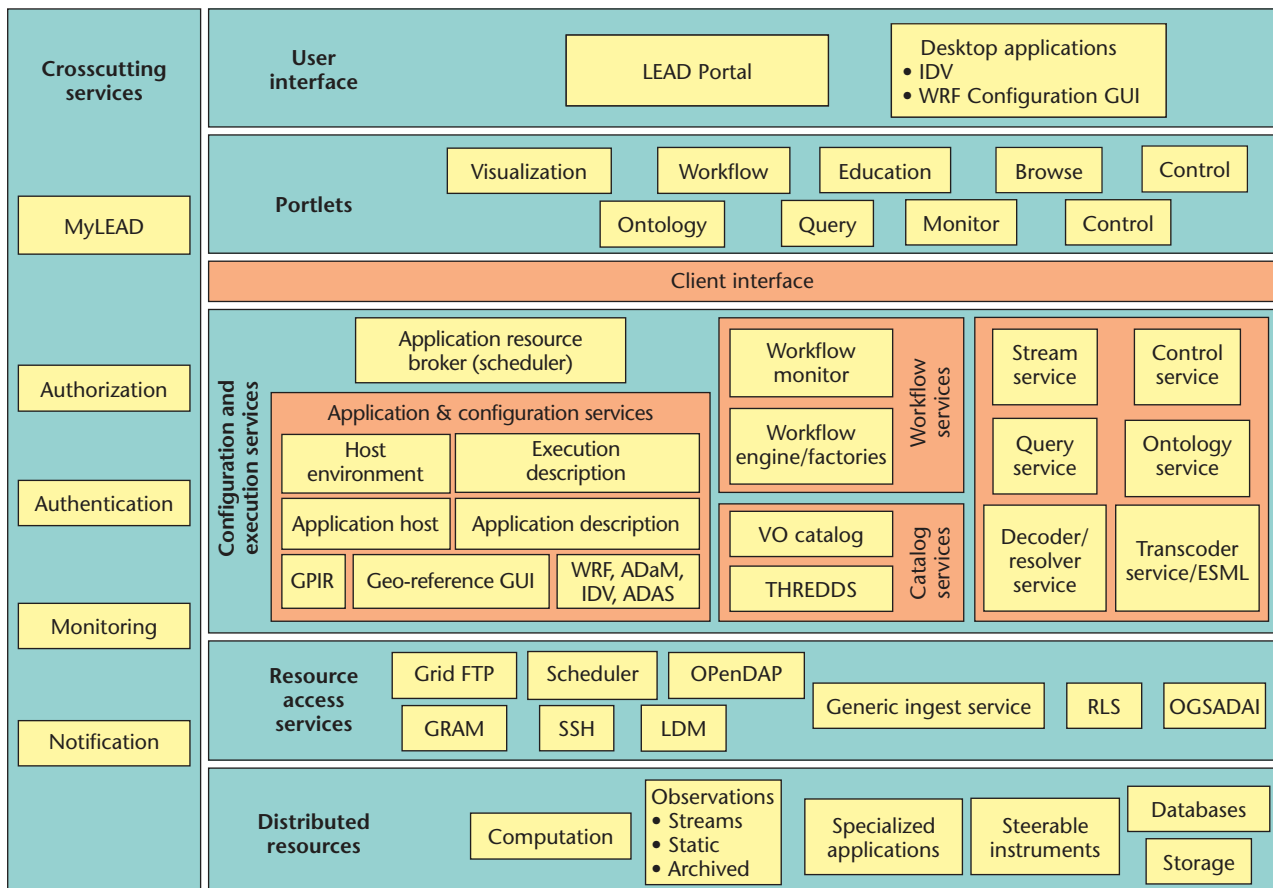 Crosscutting
services
MyLEAD
Authorization
Authentication
Monitoring
Notification
User
interface
LEAD Portal
Desktop applications
• IDV
• WRF Configuration GUI
Portlets
Visualization
Workflow
Education
Browse
Control
Ontology
Query
Monitor
Control
Client interface
Configuration and
execution services
Application resource
broker (scheduler)
Application & configuration services
Host
environment
Execution
description
Application host
Application description
GPIR
Geo-reference GUI
WRF, ADaM,
IDV, ADAS
Workflow
monitor
Workflow
engine/factories
Workflow
services
VO catalog
THREDDS
Catalog
services
Stream
service
Control
service
Query
service
Ontology
service
Decoder/
resolver
service
Transcoder
service/ESML
Resource
access
services
Grid FTP
Scheduler
OPenDAP
Generic ingest service
RLS
OGSADAI
GRAM
SSH
LDM
Distributed
resources
Computation
Observations
• Streams
• Static
• Archived
Specialized
applications
Steerable
instruments
Databases
Storage